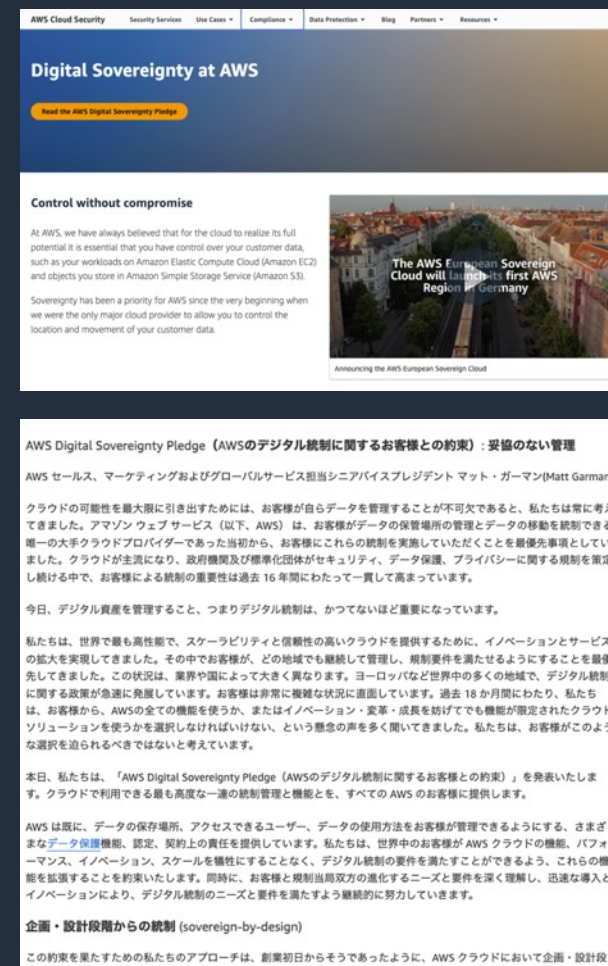 AWS Cloud Security
Security Services
Use Cases
Compliance
Data Protection
Blog
Partners
Resources
Digital Sovereignty at AWS
Read the AWS Digital Sovereignty Pledge
Control without compromise
At AWS, we have always believed that for the cloud to realize its full
potential it is essential that you have control over your customer data,
such as your workloads on Amazon Elastic Compute Cloud (Amazon EC2)
and objects you store in Amazon Simple Storage Service (Amazon S3).
Sovereignty has been a priority for AWS since the very beginning when
we were the only major cloud provider to allow you to control the
location and movement of your customer data.
The AWS European Sovereign
Cloud will launch its first AWS
Region in Germany
Announcing the AWS European Sovereign Cloud
AWS Digital Sovereignty Pledge（AWSのデジタル統制に関するお客様との約束）: 妥協のない管理
AWS セールス、マーケティングおよびグローバルサービス担当シニアバイスプレジデント マット・ガーマン(Matt Garman
クラウドの可能性を最大限に引き出すためには、お客様が自らデータを管理することが不可欠であると、私たちは常に考え
てきました。アマゾン ウェブ サービス（以下、AWS） は、お客様がデータの保管場所の管理とデータの移動を統制できる
唯一の大手クラウドプロバイダーであった当初から、お客様にこれらの統制を実施していただくことを最優先事項としてい
ました。クラウドが主流になり、政府機関及び標準化団体がセキュリティ、データ保護、プライバシーに関する規制を策定
し続ける中で、お客様による統制の重要性は過去 16 年間にわたって一貫して高まっています。
今日、デジタル資産を管理すること、つまりデジタル統制は、かつてないほど重要になっています。
私たちは、世界で最も高性能で、スケーラビリティと信頼性の高いクラウドを提供するために、イノベーションとサービス
の拡大を実現してきました。その中でお客様が、どの地域でも継続して管理し、規制要件を満たせるようにすることを最優
先してきました。この状況は、業界や国によって大きく異なります。ヨーロッパなど世界中の多くの地域で、デジタル統制
に関する政策が急速に発展しています。お客様は非常に複雑な状況に直面しています。過去 18 か月間にわたり、私たち
は、お客様から、AWSの全ての機能を使うか、またはイノベーション・変革・成長を妨げてでも機能が限定されたクラウド
ソリューションを使うかを選択しなければいけない、という懸念の声を多く聞いてきました。私たちは、お客様がこのよう
な選択を迫られるべきではないと考えています。
本日、私たちは、「AWS Digital Sovereignty Pledge（AWSのデジタル統制に関するお客様との約束）」を発表いたしま
す。クラウドで利用できる最も高度な一連の統制管理と機能とを、すべての AWS のお客様に提供します。
AWS は既に、データの保存場所、アクセスできるユーザー、データの使用方法をお客様が管理できるようにする、さまざ
まなデータ保護機能、認定、契約上の責任を提供しています。私たちは、世界中のお客様が AWS クラウドの機能、パフォ
ーマンス、イノベーション、スケールを犠牲にすることなく、デジタル統制の要件を満たすことができるよう、これらの機
能を拡張することを約束いたします。同時に、お客様と規制当局双方の進化するニーズと要件を深く理解し、迅速な導入と
イノベーションにより、デジタル統制のニーズと要件を満たすよう継続的に努力していきます。
企画・設計段階からの統制 (sovereign-by-design)
この約束を果たすための私たちのアプローチは、創業初日からそうであったように、AWS クラウドにおいて企画・設計段